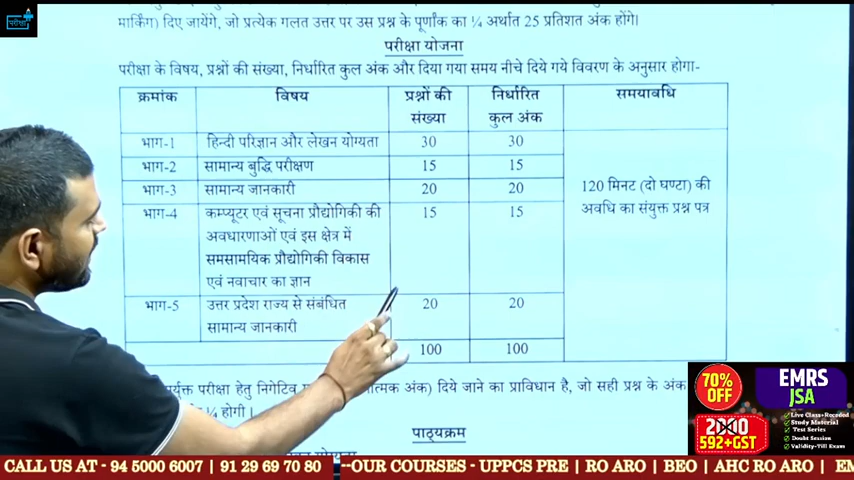 परीक्षा
मार्किंग) दिए जायेंगे, जो प्रत्येक गलत उत्तर पर उस प्रश्न के पूर्णांक का ¼ अर्थात 25 प्रतिशत अंक होंगे।
परीक्षा योजना
परीक्षा के विषय, प्रश्नों की संख्या, निर्धारित कुल अंक और दिया गया समय नीचे दिये गये विवरण के अनुसार होगा-
क्रमांक विषय प्रश्नों की संख्या निर्धारित कुल अंक समयावधि
भाग-1 हिन्दी परिज्ञान और लेखन योग्यता 30 30
भाग-2 सामान्य बुद्धि परीक्षण 15 15
भाग-3 सामान्य जानकारी 20 20
120 मिनट (दो घण्टा) की
अवधि का संयुक्त प्रश्न पत्र
भाग-4 कम्प्यूटर एवं सूचना प्रौद्योगिकी की 15 15
अवधारणाओं एवं इस क्षेत्र में
समसामयिक प्रौद्योगिकी विकास
एवं नवाचार का ज्ञान
भाग-5 उत्तर प्रदेश राज्य से संबंधित 20 20
सामान्य जानकारी
100 100
परीक्षा हेतु निगेटिव अंक) दिये जाने का प्राविधान है, जो सही प्रश्न के अंक
¼ होगी।
पाठ्यक्रम
70% OFF
2000
592+GST
EMRS
JSA
Live Class+Recoded
Study Material
Test Series
Doubt Session
Validity-Till Exam
CALL US AT - 94 5000 6007 | 91 29 69 70 80 --OUR COURSES - UPPCS PRE | RO ARO | BEO | AHC RO ARO | EM